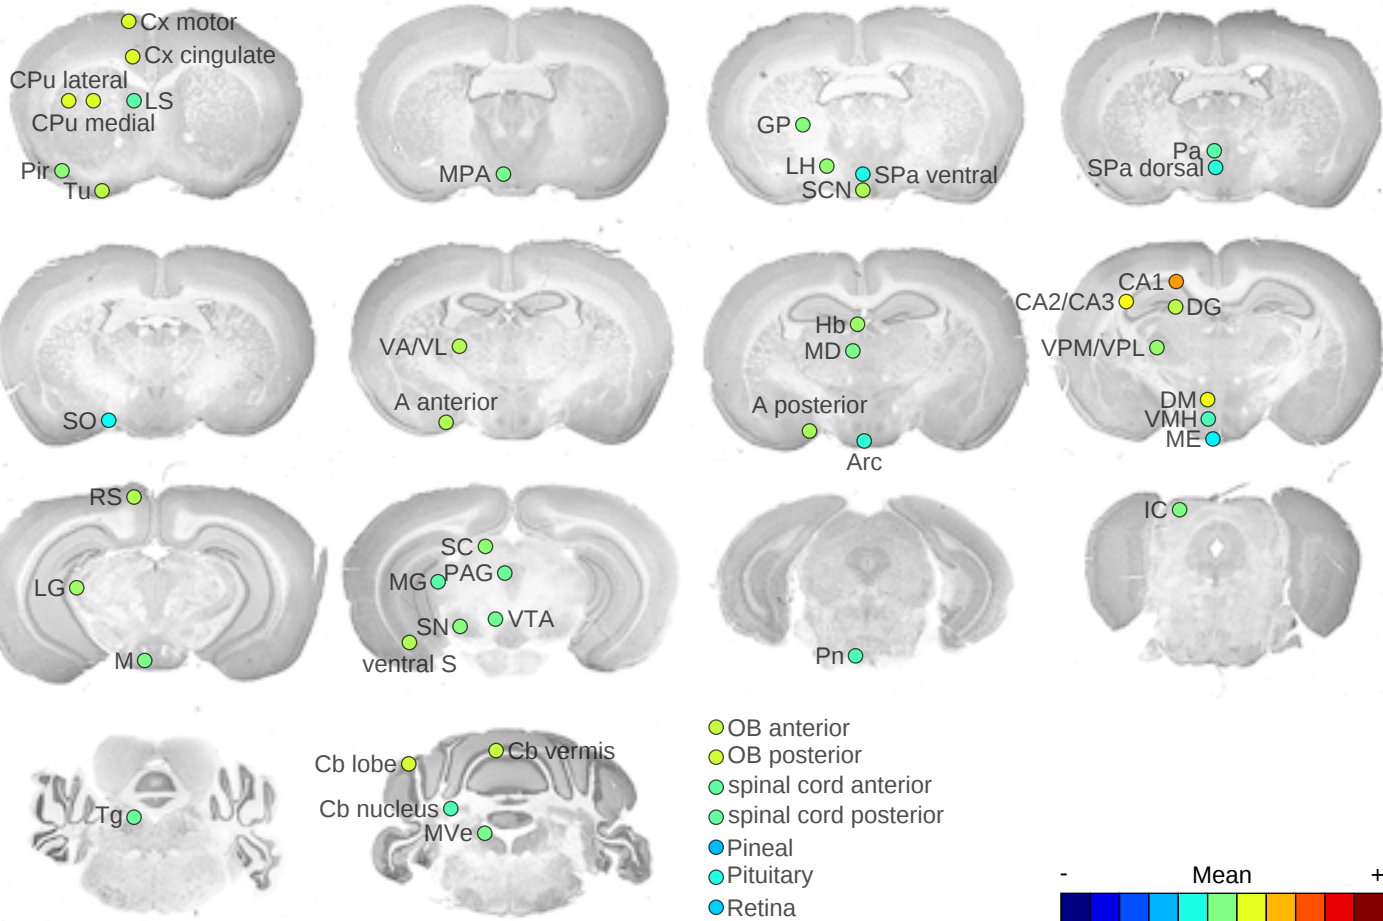 Cx motor
Cx cingulate
CPu lateral
LS
CPu medial
Pir
Tu
MPA
GP
LH
SPa ventral
SCN
Pa
SPa dorsal
SO
VA/VL
A anterior
Hb
MD
A posterior
Arc
CA1
CA2/CA3
DG
VPM/VPL
DM
VMH
ME
RS
LG
M
SC
PAG
MG
VTA
SN
ventral S
Pn
IC
Tg
Cb vermis
Cb lobe
Cb nucleus
MVe
OB anterior
OB posterior
spinal cord anterior
spinal cord posterior
Pineal
Pituitary
Retina
- Mean +